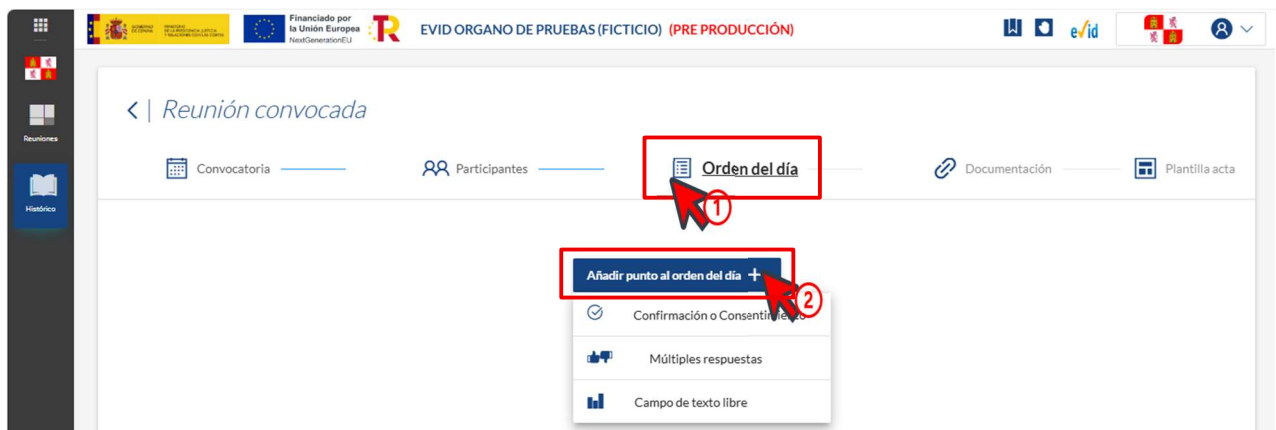 Financiado por
la Unión Europea
NextGenerationEU
EVID ORGANO DE PRUEBAS (FICTICIO) (PRE PRODUCCIÓN)
e√id
< | Reunión convocada
Reuniones
Convocatoria
Participantes
Orden del día
Documentación
Plantilla acta
1
Histórico
Añadir punto al orden del día +
2
Confirmación o Consentimiento
Múltiples respuestas
Campo de texto libre